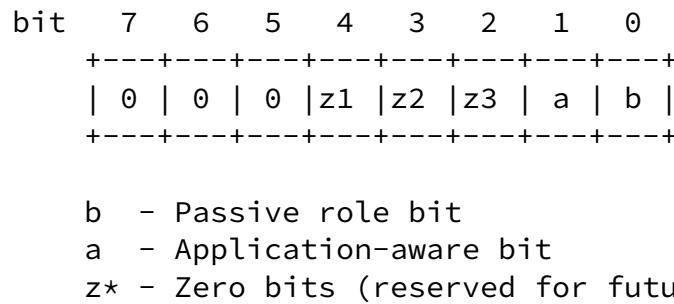 bit 7 6 5 4 3 2 1 0
+---+---+---+---+---+---+---+---+
| 0 | 0 | 0 |z1 |z2 |z3 | a | b |
+---+---+---+---+---+---+---+---+
b - Passive role bit
a - Application-aware bit
z* - Zero bits (reserved for